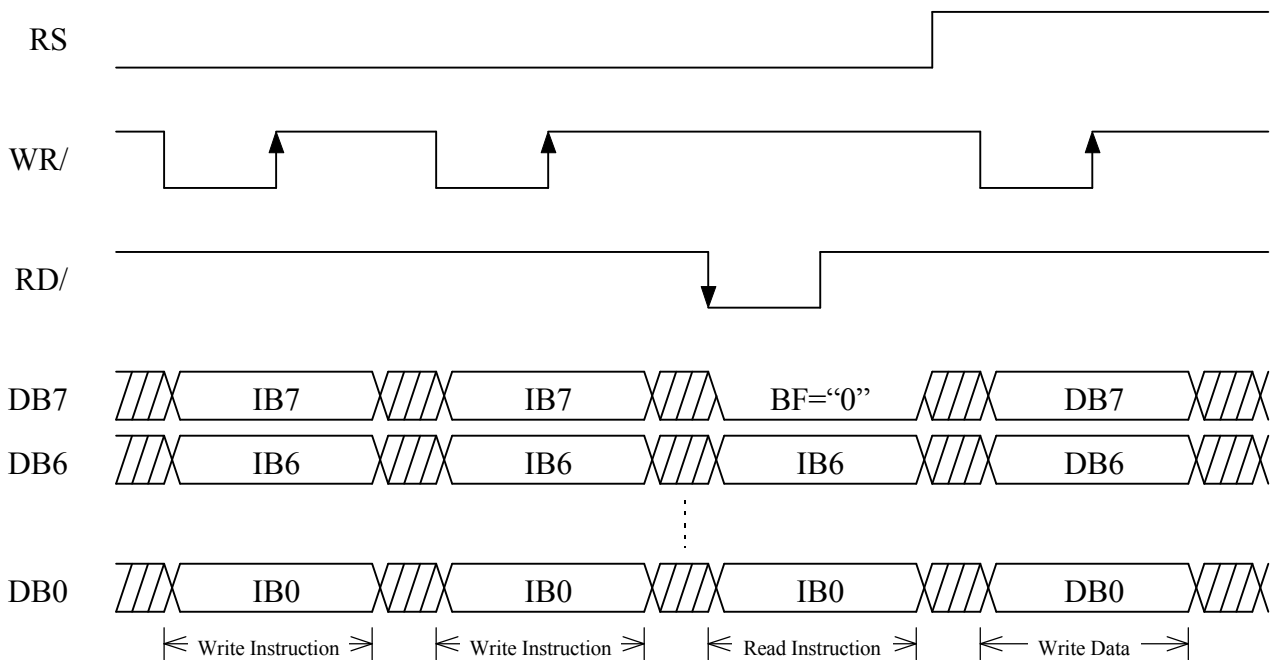 RS
WR/
RD/
DB7 IB7 IB7 BF=“0” DB7
DB6 IB6 IB6 IB6 DB6
DB0 IB0 IB0 IB0 DB0
Write Instruction Write Instruction Read Instruction Write Data